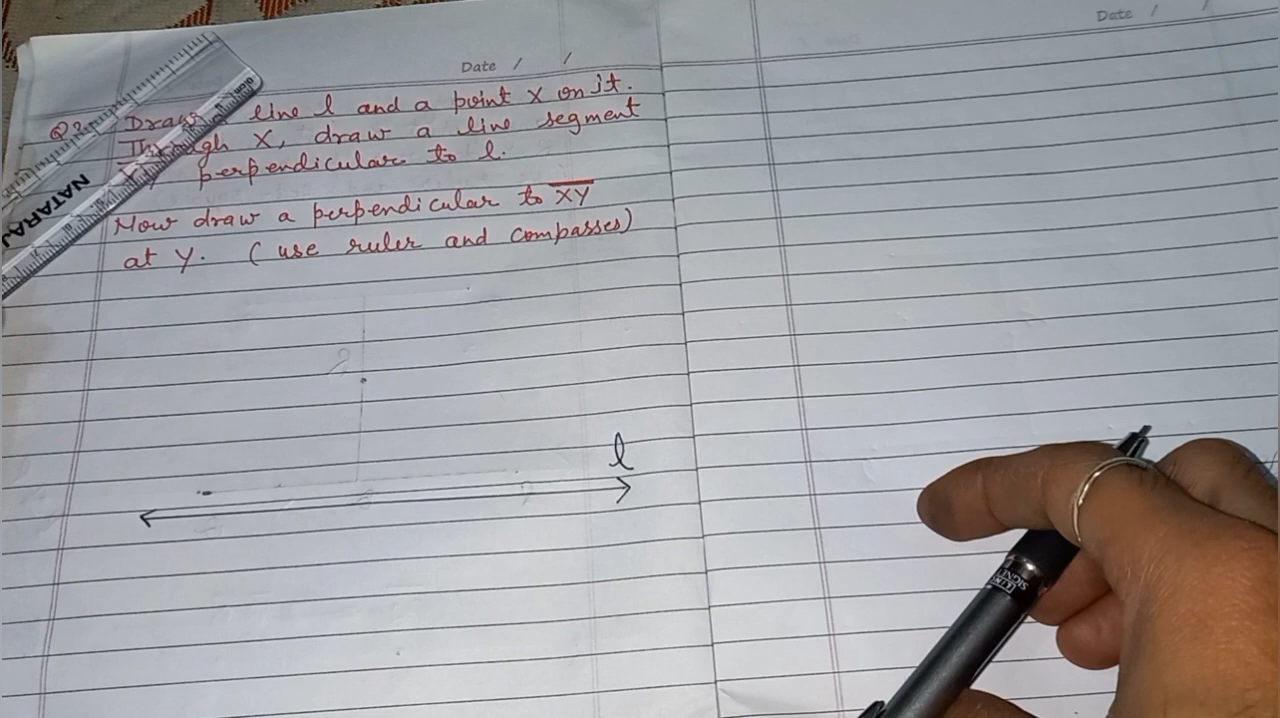 Date / /
Date / /
Q2. Draw a line l and a point X on it.
Through X, draw a line segment
perpendicular to l.
Now draw a perpendicular to XY
at Y. (use ruler and compasses)
NATARAJ
l